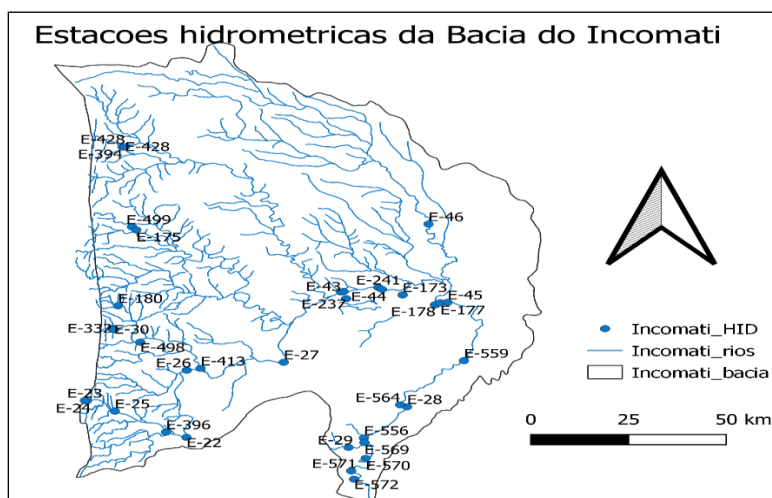 Estacoes hidrometricas da Bacia do Incomati
E-428
E-428
E-394
E-499
E-175
E-46
E-241
E-43
E-173
E-44
E-45
E-237
E-178
E-177
E-180
E-332
E-30
E-498
E-413
E-26
E-27
E-559
E-23
E-24
E-25
E-564
E-28
E-396
E-22
E-556
E-29
E-569
E-571
E-570
E-572
Incomati_HID
Incomati_rios
Incomati_bacia
0 25 50 km